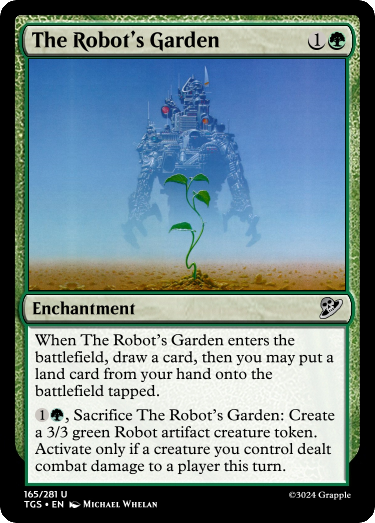 The Robot's Garden 1
Enchantment
When The Robot's Garden enters the
battlefield, draw a card, then you may put a
land card from your hand onto the
battlefield tapped.
1, Sacrifice The Robot's Garden: Create
a 3/3 green Robot artifact creature token.
Activate only if a creature you control dealt
combat damage to a player this turn.
165/281 U
TGS • EN Michael Whelan
©3024 Grapple